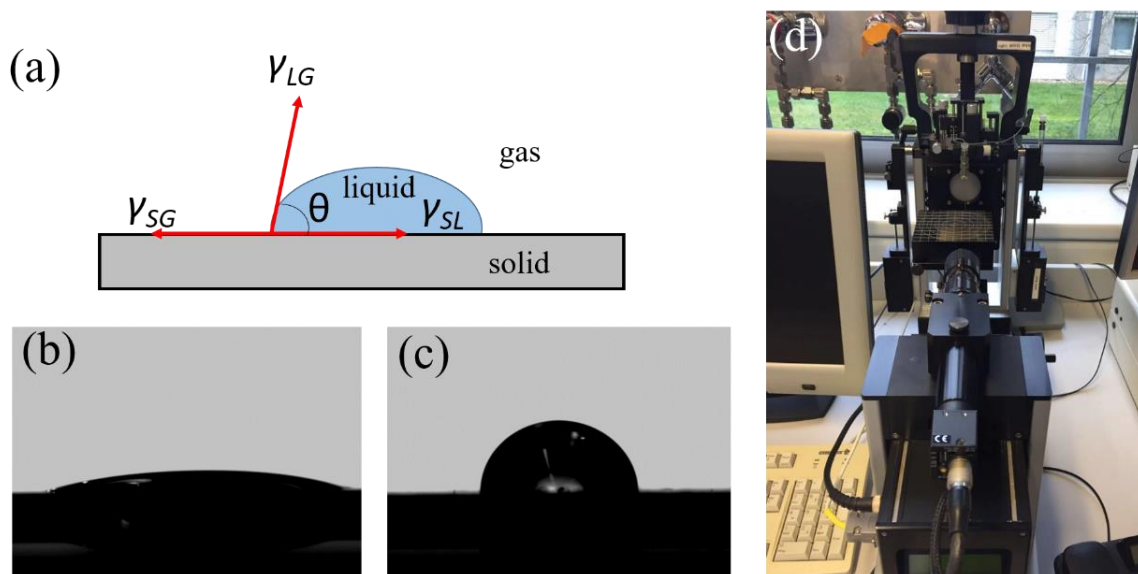 (a)
γLG
gas
liquid
γSG
θ
γSL
solid
(b)
(c)
(d)
CE